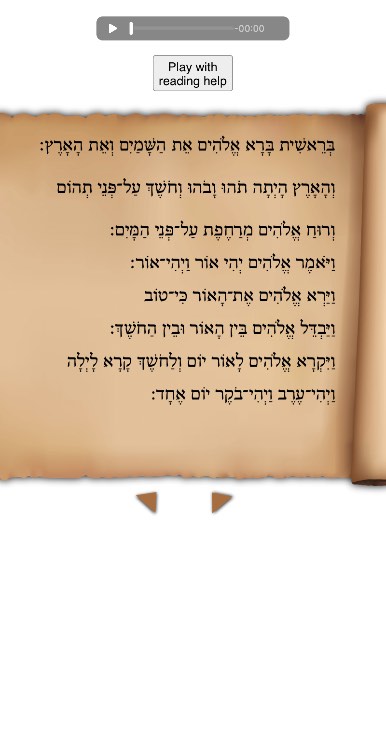 -00:00
Play with
reading help
בְּרֵאשִׁית בָּרָא אֱלֹהִים אֵת הַשָּׁמַיִם וְאֵת הָאָרֶץ׃
וְהָאָרֶץ הָיְתָה תֹהוּ וָבֹהוּ וְחֹשֶׁךְ עַל־פְּנֵי תְהוֹם
וְרוּחַ אֱלֹהִים מְרַחֶפֶת עַל־פְּנֵי הַמָּיִם׃
וַיֹּאמֶר אֱלֹהִים יְהִי אוֹר וַיְהִי־אוֹר׃
וַיַּרְא אֱלֹהִים אֶת־הָאוֹר כִּי־טוֹב
וַיַּבְדֵּל אֱלֹהִים בֵּין הָאוֹר וּבֵין הַחֹשֶׁךְ׃
וַיִּקְרָא אֱלֹהִים לָאוֹר יוֹם וְלַחֹשֶׁךְ קָרָא לָיְלָה
וַיְהִי־עֶרֶב וַיְהִי־בֹקֶר יוֹם אֶחָד׃